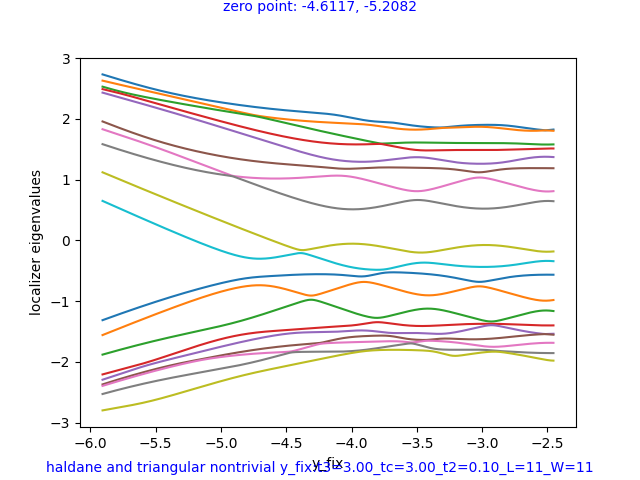 zero point: -4.6117, -5.2082
3
2
1
0
−1
−2
−3
localizer eigenvalues
−6.0 −5.5 −5.0 −4.5 −4.0 −3.5 −3.0 −2.5
y_fix
haldane and triangular nontrivial y_fix:t3=3.00_tc=3.00_t2=0.10_L=11_W=11